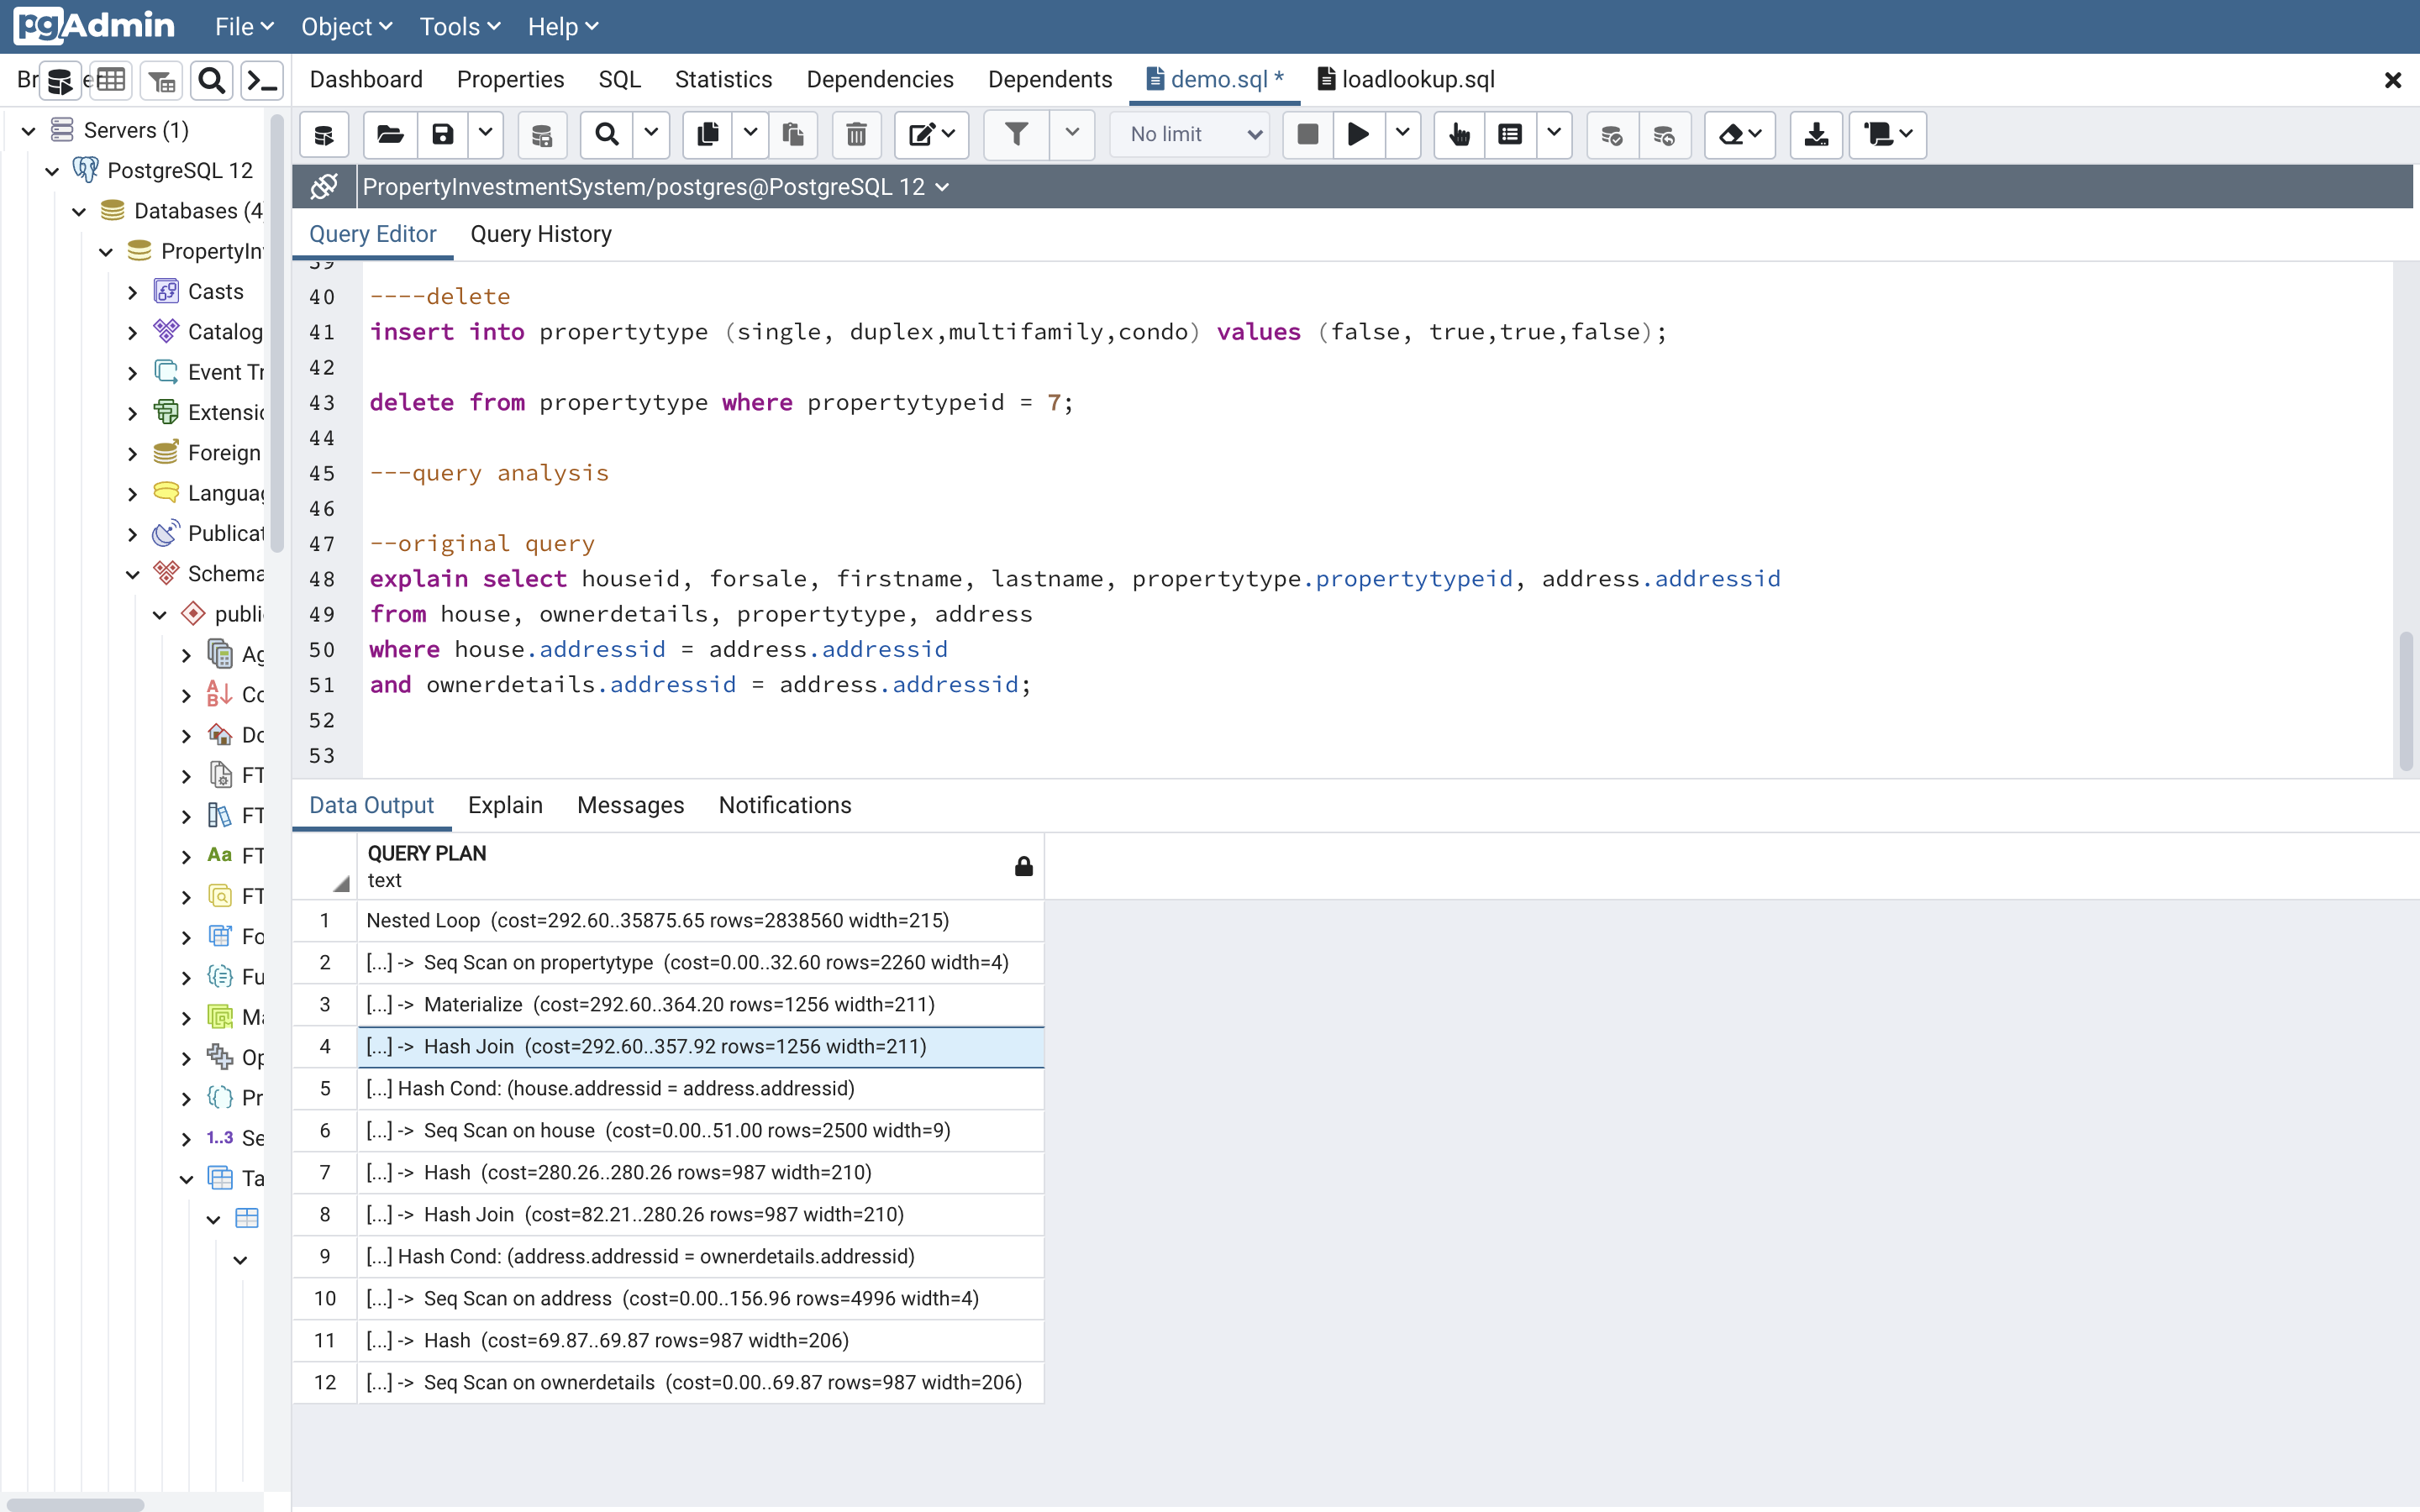 pgAdmin File Object Tools Help
Dashboard Properties SQL Statistics Dependencies Dependents demo.sql * loadlookup.sql
Servers (1)
PostgreSQL 12
Databases (4
PropertyIn
Casts
Catalog
Event Tr
Extensic
Foreign
Languag
Publicat
Schema
publi
Ag
Co
Do
FT
FT
Aa FT
FT
Fo
Fu
Ma
Op
Pr
1..3 Se
Ta
No limit
PropertyInvestmentSystem/postgres@PostgreSQL 12
Query Editor Query History
39
40 ----delete
41 insert into propertytype (single, duplex,multifamily,condo) values (false, true,true,false);
42
43 delete from propertytype where propertytypeid = 7;
44
45 ---query analysis
46
47 --original query
48 explain select houseid, forsale, firstname, lastname, propertytype.propertytypeid, address.addressid
49 from house, ownerdetails, propertytype, address
50 where house.addressid = address.addressid
51 and ownerdetails.addressid = address.addressid;
52
53
Data Output Explain Messages Notifications
QUERY PLAN
text
1 Nested Loop (cost=292.60..35875.65 rows=2838560 width=215)
2 [...] -> Seq Scan on propertytype (cost=0.00..32.60 rows=2260 width=4)
3 [...] -> Materialize (cost=292.60..364.20 rows=1256 width=211)
4 [...] -> Hash Join (cost=292.60..357.92 rows=1256 width=211)
5 [...] Hash Cond: (house.addressid = address.addressid)
6 [...] -> Seq Scan on house (cost=0.00..51.00 rows=2500 width=9)
7 [...] -> Hash (cost=280.26..280.26 rows=987 width=210)
8 [...] -> Hash Join (cost=82.21..280.26 rows=987 width=210)
9 [...] Hash Cond: (address.addressid = ownerdetails.addressid)
10 [...] -> Seq Scan on address (cost=0.00..156.96 rows=4996 width=4)
11 [...] -> Hash (cost=69.87..69.87 rows=987 width=206)
12 [...] -> Seq Scan on ownerdetails (cost=0.00..69.87 rows=987 width=206)